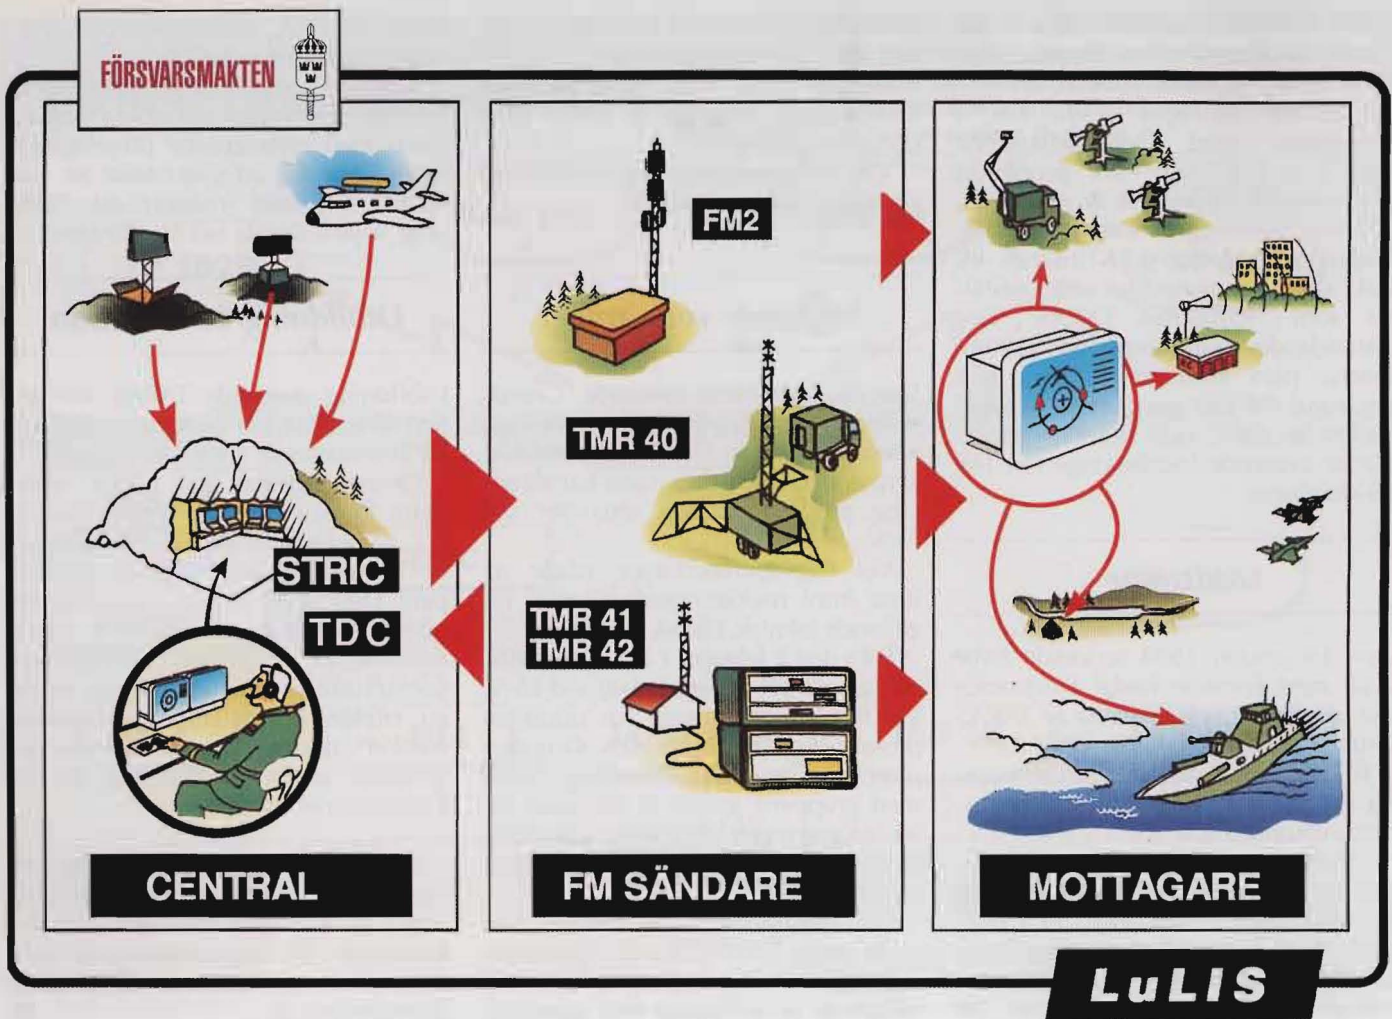 FÖRSVARSMAKTEN
STRIC
TDC
CENTRAL
FM2
TMR 40
TMR 41
TMR 42
FM SÄNDARE
MOTTAGARE
LuLIS